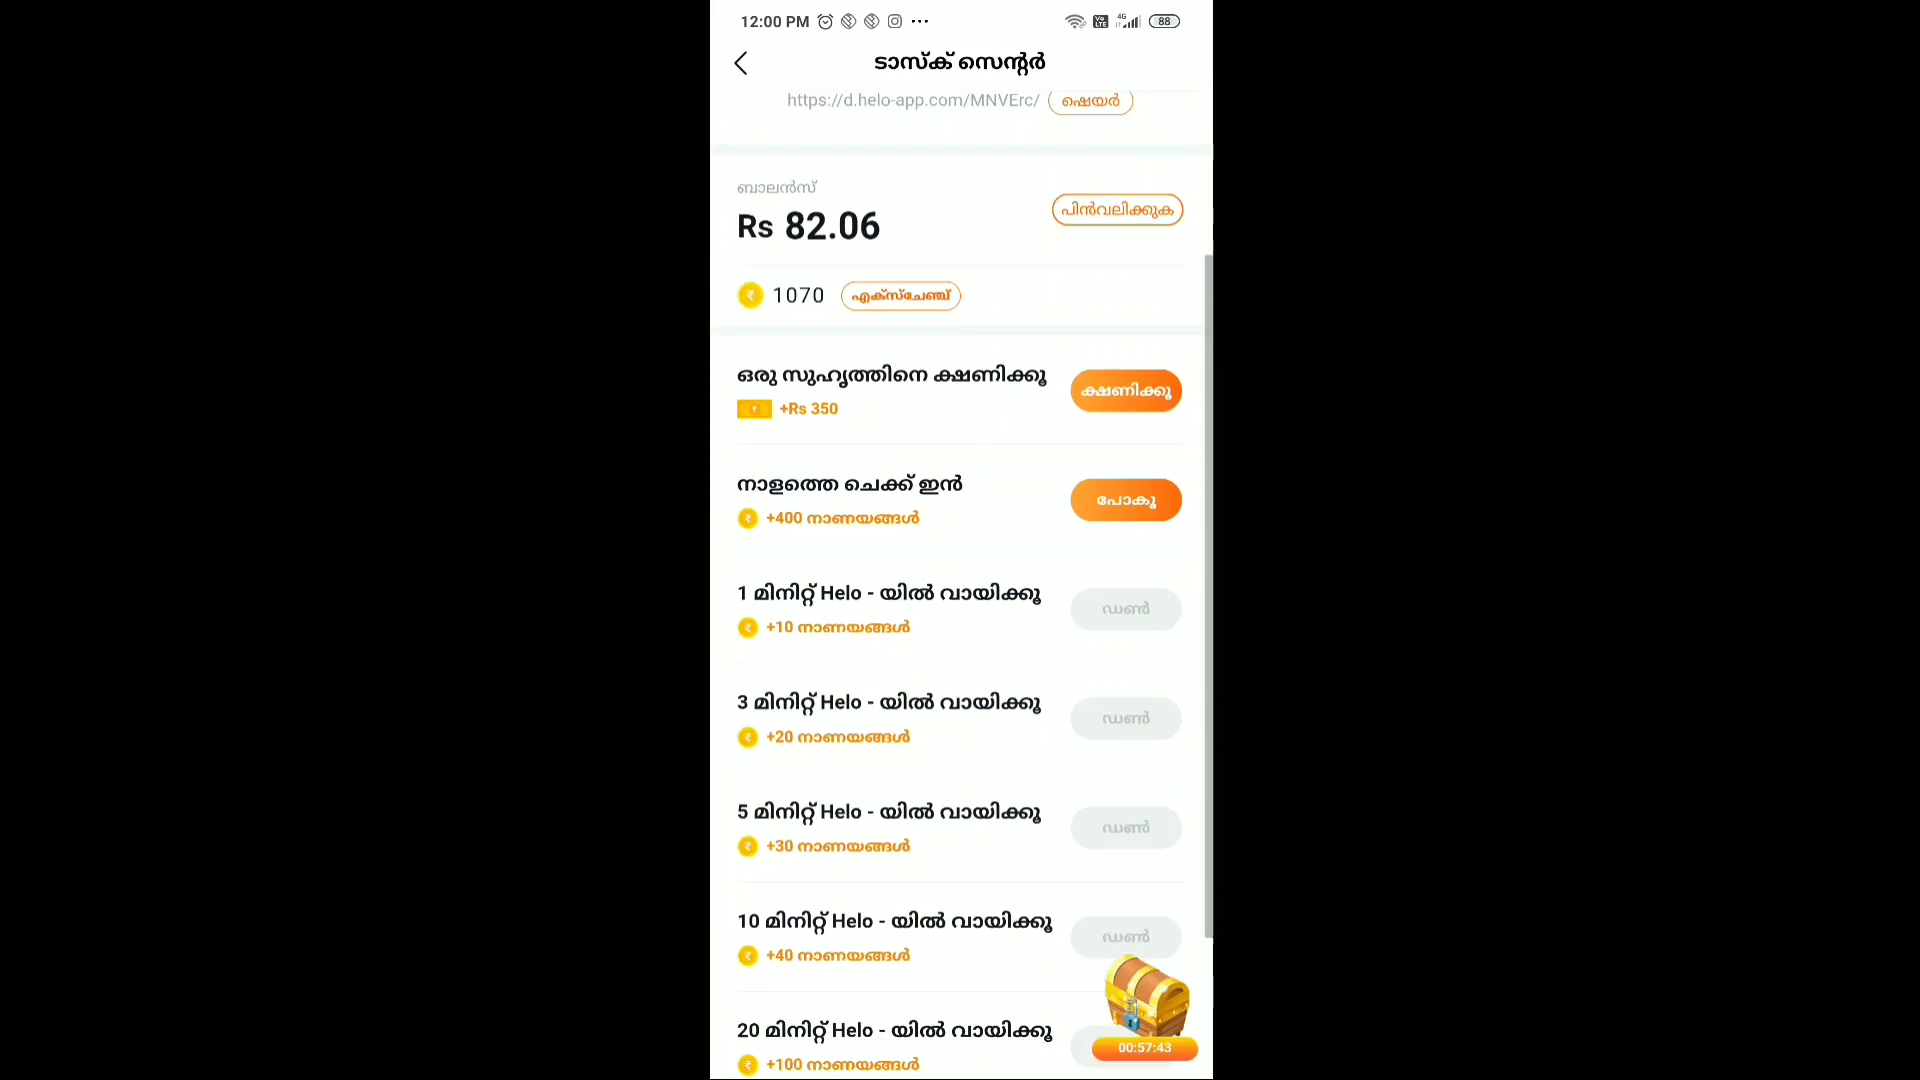 12:00 PM
88
ടാസ്ക് സെന്റർ
https://d.helo-app.com/MNVErc/ ഷെയർ
ബാലൻസ്
Rs 82.06
പിൻവലിക്കുക
1070 എക്സ്ചേഞ്ച്
ഒരു സുഹൃത്തിനെ ക്ഷണിക്കൂ
+Rs 350
ക്ഷണിക്കൂ
നാളത്തെ ചെക്ക് ഇൻ
+400 നാണയങ്ങൾ
പോകൂ
1 മിനിറ്റ് Helo - യിൽ വായിക്കൂ
+10 നാണയങ്ങൾ
ഡൺ
3 മിനിറ്റ് Helo - യിൽ വായിക്കൂ
+20 നാണയങ്ങൾ
ഡൺ
5 മിനിറ്റ് Helo - യിൽ വായിക്കൂ
+30 നാണയങ്ങൾ
ഡൺ
10 മിനിറ്റ് Helo - യിൽ വായിക്കൂ
+40 നാണയങ്ങൾ
ഡൺ
20 മിനിറ്റ് Helo - യിൽ വായിക്കൂ
+100 നാണയങ്ങൾ
00:57:43